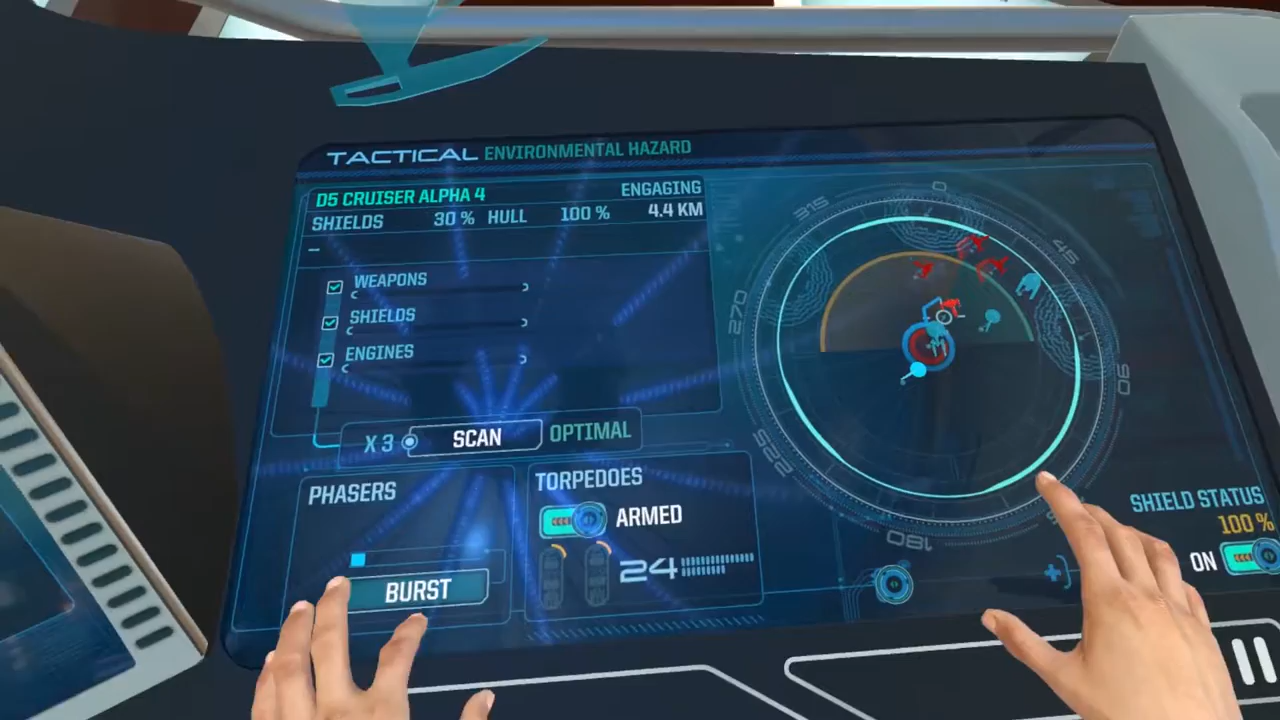 TACTICAL ENVIRONMENTAL HAZARD
D5 CRUISER ALPHA 4 ENGAGING
SHIELDS 30 % HULL 100 % 4.4 KM
–
WEAPONS
SHIELDS
ENGINES
X 3 SCAN OPTIMAL
PHASERS
BURST
TORPEDOES
ARMED
24
0
45
90
180
225
270
315
SHIELD STATUS
100 %
ON